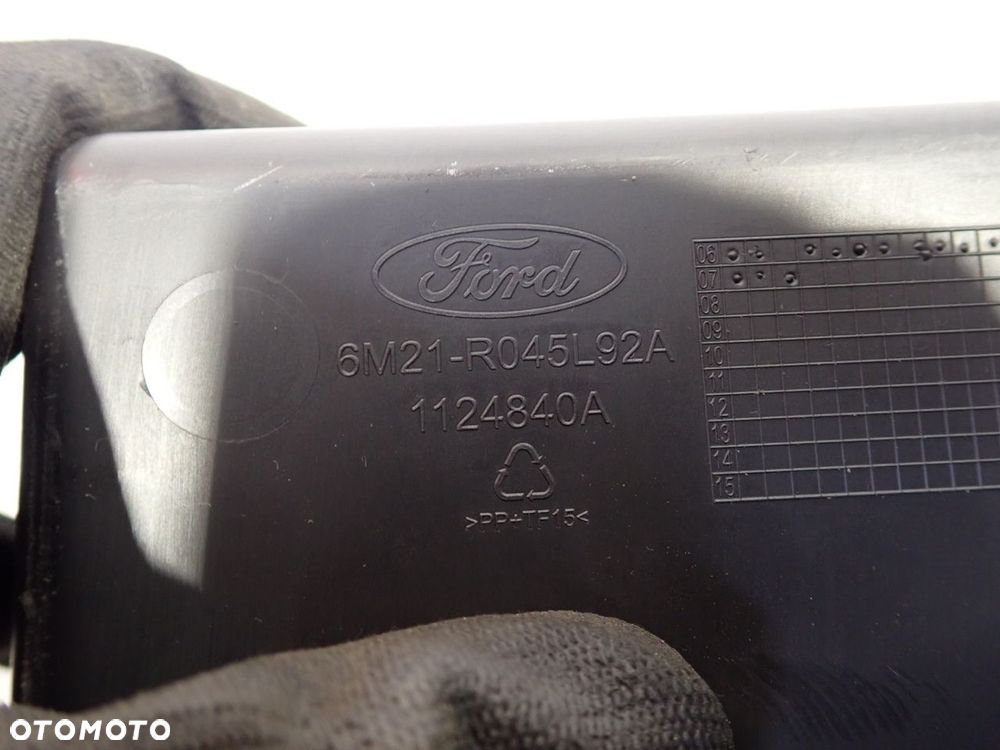 Ford
6M21-R045L92A
1124840A
>PP+TF15<
06
07
08
09
10
11
12
13
14
15
OTOMOTO